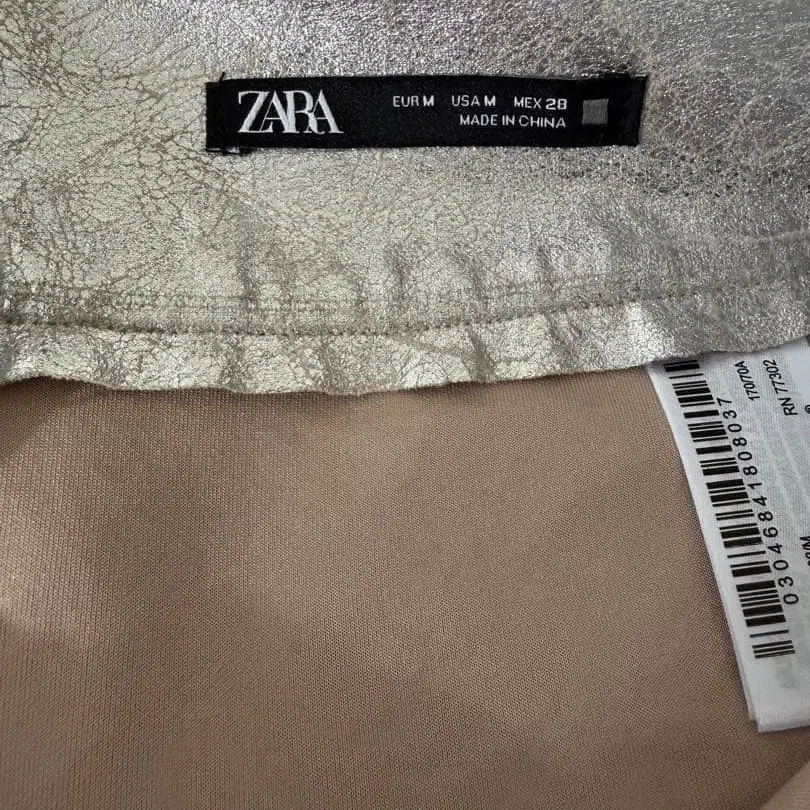 ZARA
EUR M USA M MEX 28
MADE IN CHINA
03046841808037
170/70A
RN 77302